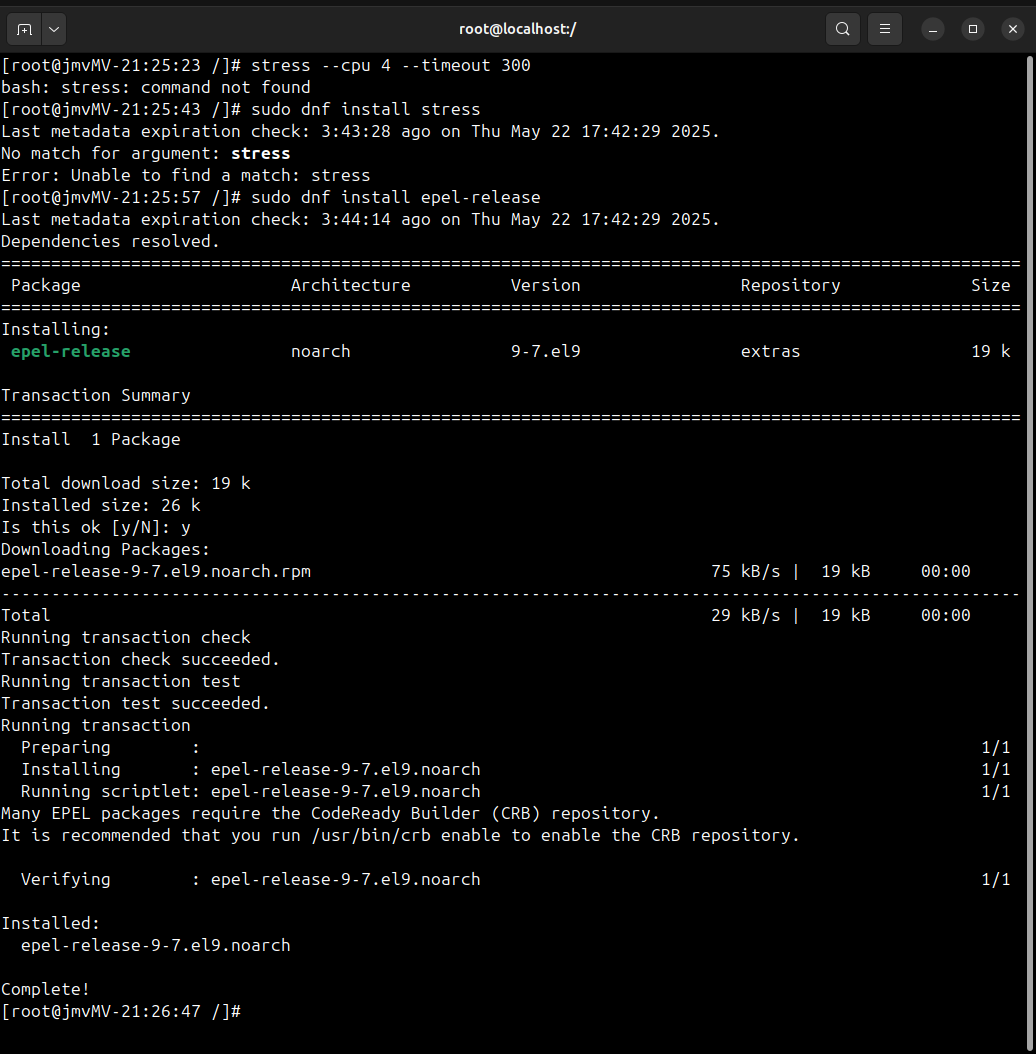 root@localhost:/
[root@jmvMV-21:25:23 /]# stress --cpu 4 --timeout 300
bash: stress: command not found
[root@jmvMV-21:25:43 /]# sudo dnf install stress
Last metadata expiration check: 3:43:28 ago on Thu May 22 17:42:29 2025.
No match for argument: stress
Error: Unable to find a match: stress
[root@jmvMV-21:25:57 /]# sudo dnf install epel-release
Last metadata expiration check: 3:44:14 ago on Thu May 22 17:42:29 2025.
Dependencies resolved.
======================================================================================================
 Package                     Architecture          Version                Repository             Size
======================================================================================================
Installing:
 epel-release                noarch                9-7.el9                extras                 19 k

Transaction Summary
======================================================================================================
Install  1 Package

Total download size: 19 k
Installed size: 26 k
Is this ok [y/N]: y
Downloading Packages:
epel-release-9-7.el9.noarch.rpm                                        75 kB/s |  19 kB     00:00
------------------------------------------------------------------------------------------------------
Total                                                                  29 kB/s |  19 kB     00:00
Running transaction check
Transaction check succeeded.
Running transaction test
Transaction test succeeded.
Running transaction
  Preparing        :                                                                              1/1
  Installing       : epel-release-9-7.el9.noarch                                                  1/1
  Running scriptlet: epel-release-9-7.el9.noarch                                                  1/1
Many EPEL packages require the CodeReady Builder (CRB) repository.
It is recommended that you run /usr/bin/crb enable to enable the CRB repository.

  Verifying        : epel-release-9-7.el9.noarch                                                  1/1

Installed:
  epel-release-9-7.el9.noarch

Complete!
[root@jmvMV-21:26:47 /]#